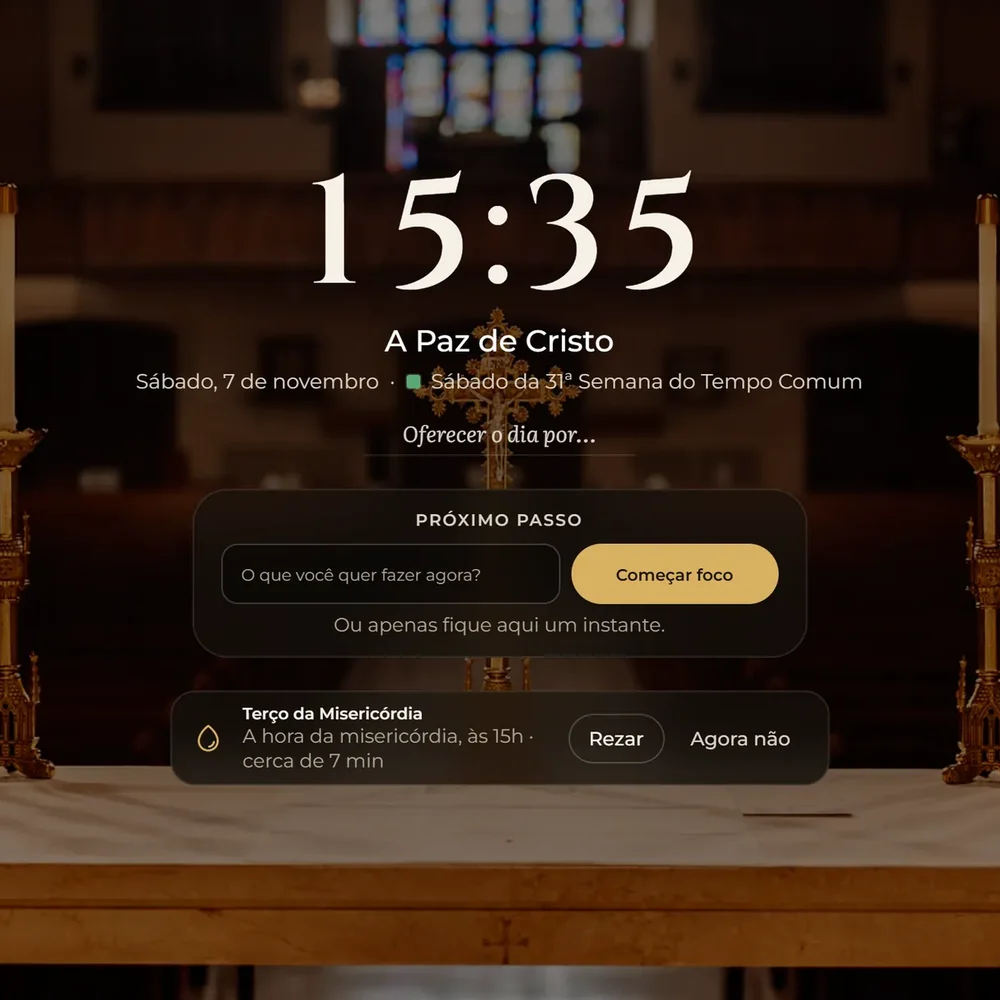 15:35
A Paz de Cristo
Sábado, 7 de novembro · Sábado da 31ª Semana do Tempo Comum
Oferecer o dia por...
PRÓXIMO PASSO
O que você quer fazer agora?
Começar foco
Ou apenas fique aqui um instante.
Terço da Misericórdia
A hora da misericórdia, às 15h ·
cerca de 7 min
Rezar
Agora não